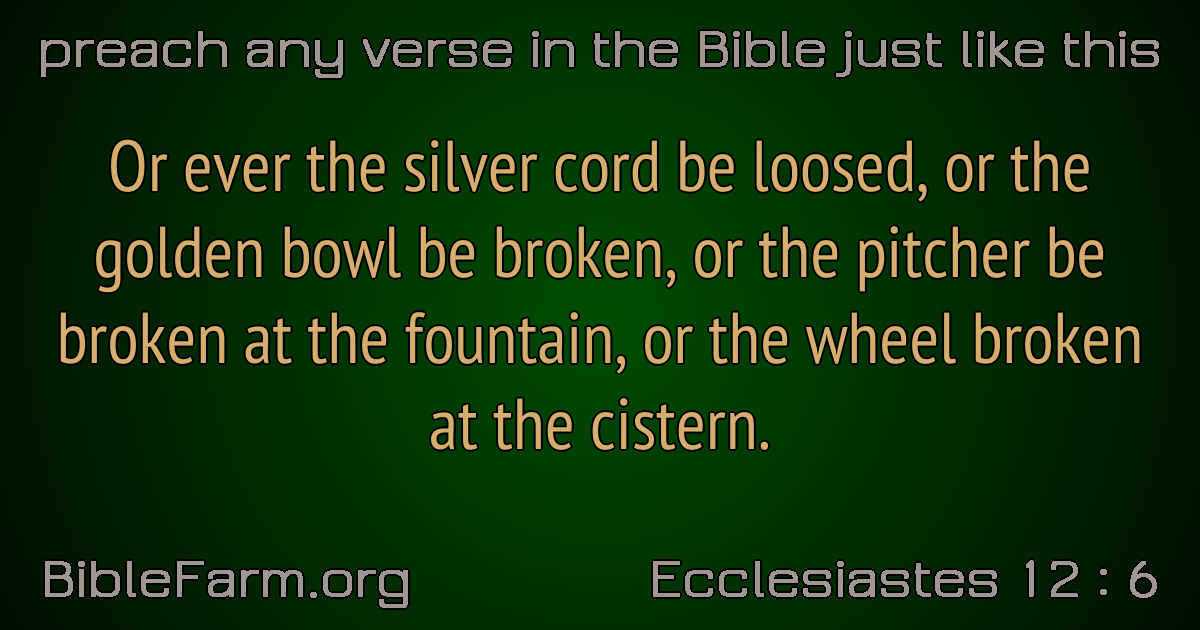 preach any verse in the Bible just like this
Or ever the silver cord be loosed, or the
golden bowl be broken, or the pitcher be
broken at the fountain, or the wheel broken
at the cistern.
BibleFarm.org
Ecclesiastes 12 : 6